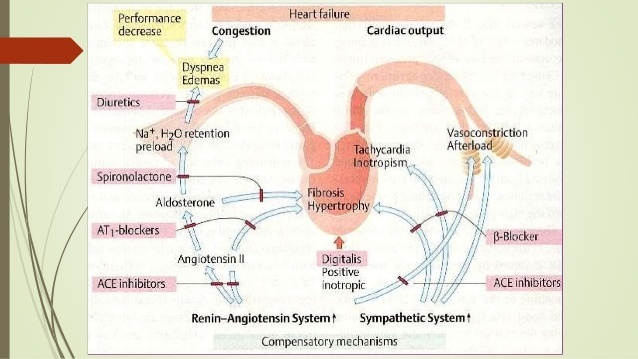 Heart failure
Performance
decrease
Congestion
Cardiac output
Dyspnea
Edemas
Diuretics
Na+, H2O retention
preload
Vasoconstriction
Afterload
Tachycardia
Inotropism
Spironolactone
Aldosterone
Fibrosis
Hypertrophy
AT1-blockers
β-Blocker
Angiotensin II
Digitalis
Positive
inotropic
ACE inhibitors
ACE inhibitors
Renin–Angiotensin System↑
Sympathetic System↑
Compensatory mechanisms